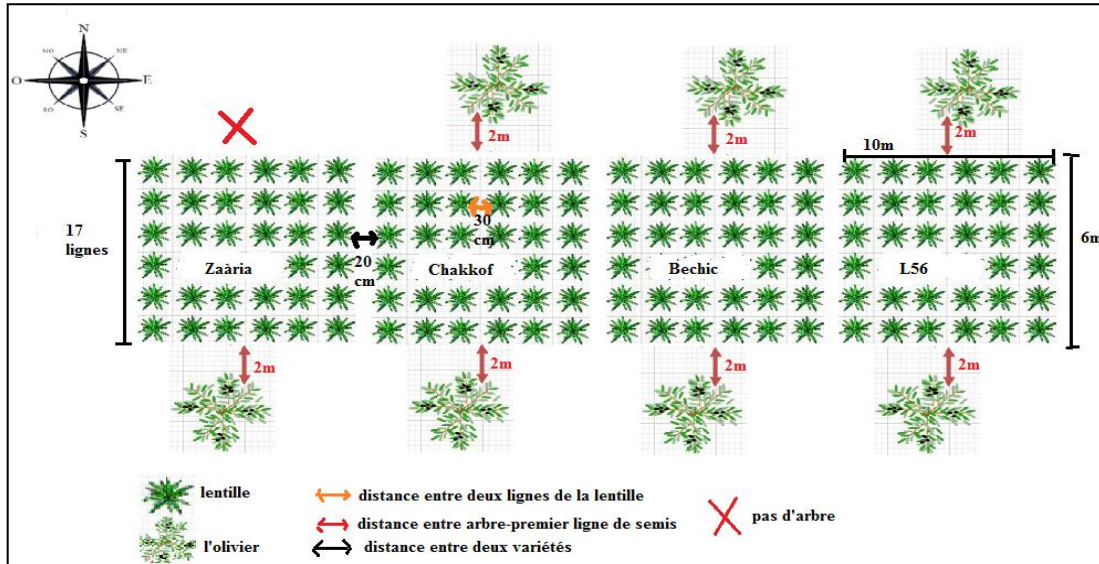 N
NO
NE
O
E
SO
SE
S
2m
2m
2m
10m
17
lignes
30
cm
6m
20
cm
Zaària
Chakkof
Bechic
L56
2m
2m
2m
2m
lentille
distance entre deux lignes de la lentille
distance entre arbre-premier ligne de semis
pas d'arbre
l'olivier
distance entre deux variétés